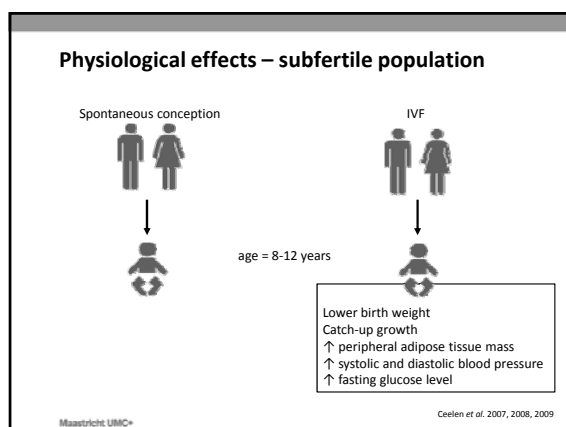 Physiological effects – subfertile population
Spontaneous conception
IVF
age = 8-12 years
Lower birth weight
Catch-up growth
↑ peripheral adipose tissue mass
↑ systolic and diastolic blood pressure
↑ fasting glucose level
Ceelen et al. 2007, 2008, 2009
Maastricht UMC+